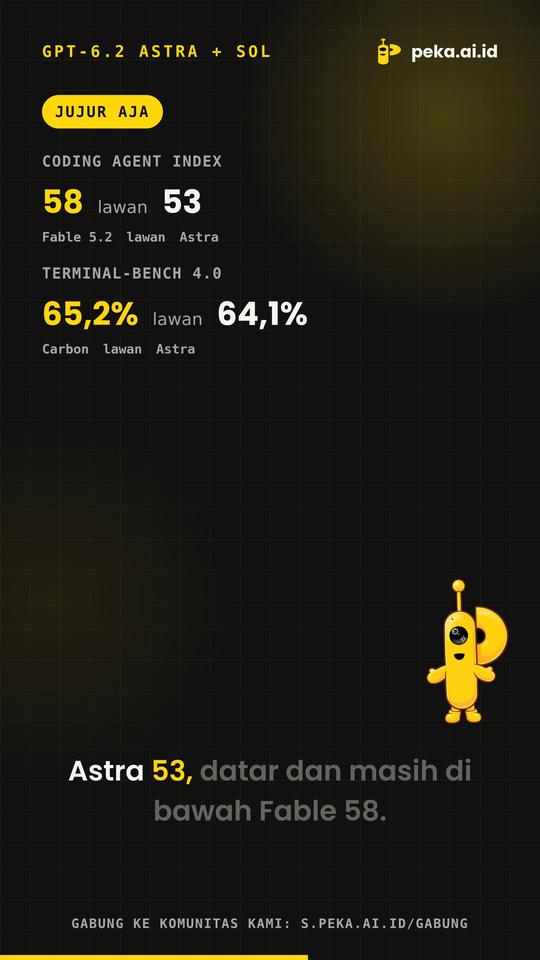 GPT-6.2 ASTRA + SOL
peka.ai.id
JUJUR AJA
CODING AGENT INDEX
58 lawan 53
Fable 5.2 lawan Astra
TERMINAL-BENCH 4.0
65,2% lawan 64,1%
Carbon lawan Astra
Astra 53, datar dan masih di
bawah Fable 58.
GABUNG KE KOMUNITAS KAMI: S.PEKA.AI.ID/GABUNG